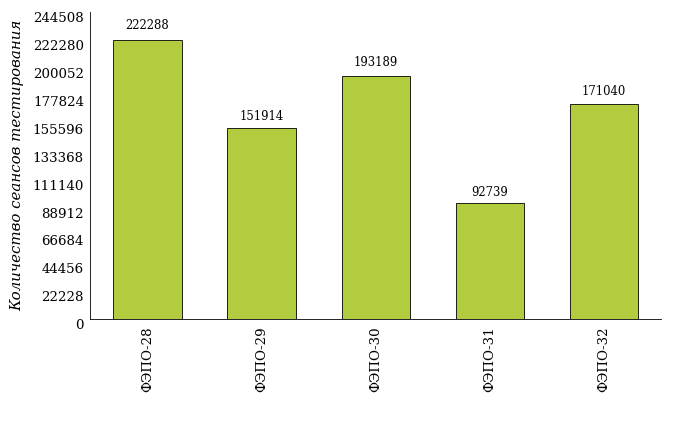 Количество сеансов тестирования
244508
222280
200052
177824
155596
133368
111140
88912
66684
44456
22228
0
222288
151914
193189
92739
171040
ФЭПО-28
ФЭПО-29
ФЭПО-30
ФЭПО-31
ФЭПО-32